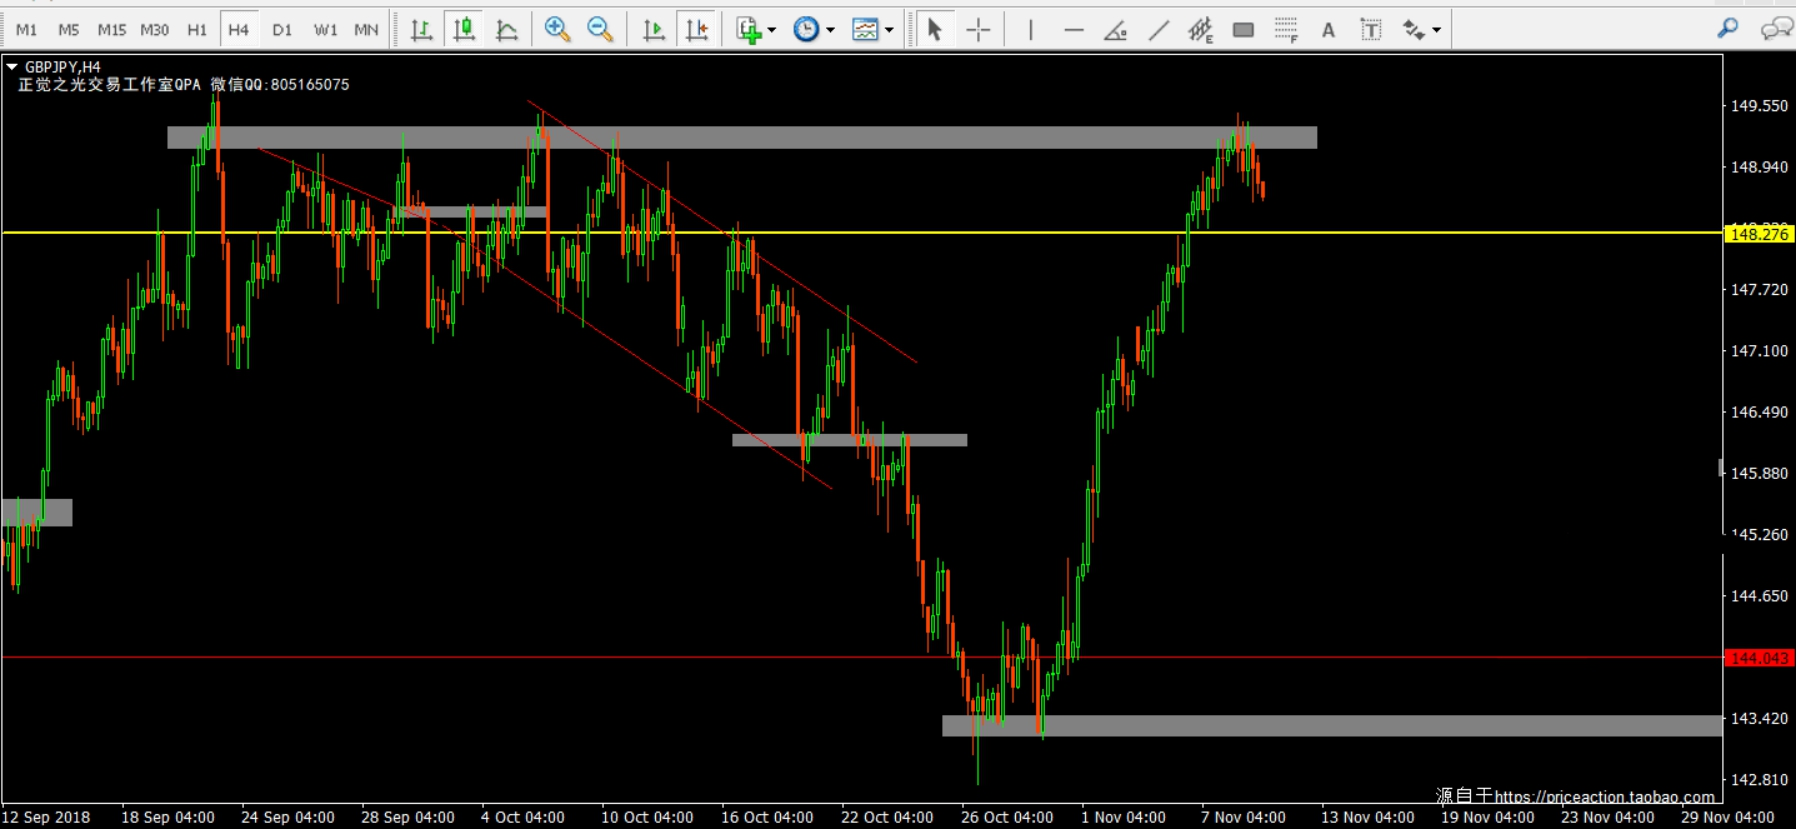 M1 M5 M15 M30 H1 H4 D1 W1 MN E F A T
GBPJPY,H4
正觉之光交易工作室QPA 微信QQ:805165075
149.550
148.940
148.276
147.720
147.100
146.490
145.880
145.260
144.650
144.043
143.420
142.810
源自于https://priceaction.taobao.com
12 Sep 2018 18 Sep 04:00 24 Sep 04:00 28 Sep 04:00 4 Oct 04:00 10 Oct 04:00 16 Oct 04:00 22 Oct 04:00 26 Oct 04:00 1 Nov 04:00 7 Nov 04:00 13 Nov 04:00 19 Nov 04:00 23 Nov 04:00 29 Nov 04:00